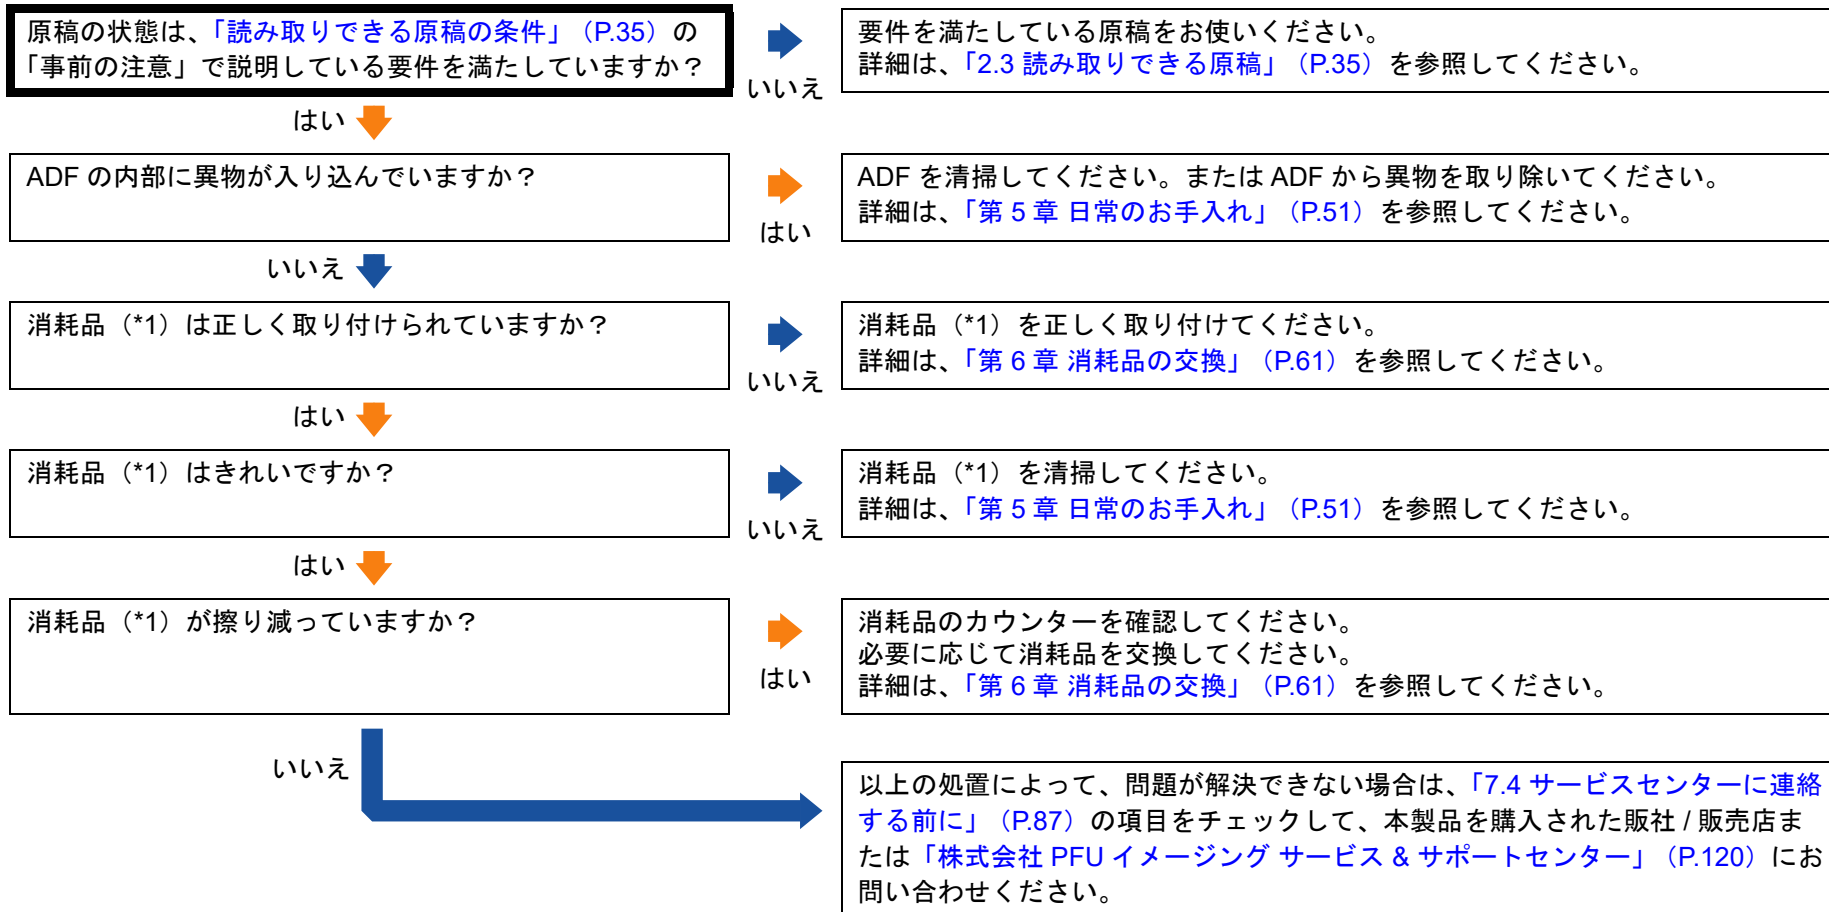 原稿の状態は、「読み取りできる原稿の条件」（P.35）の
「事前の注意」で説明している要件を満たしていますか？
いいえ
要件を満たしている原稿をお使いください。
詳細は、「2.3 読み取りできる原稿」（P.35）を参照してください。
はい
ADF の内部に異物が入り込んでいますか？
はい
ADF を清掃してください。または ADF から異物を取り除いてください。
詳細は、「第 5 章 日常のお手入れ」（P.51）を参照してください。
いいえ
消耗品（*1）は正しく取り付けられていますか？
いいえ
消耗品（*1）を正しく取り付けてください。
詳細は、「第 6 章 消耗品の交換」（P.61）を参照してください。
はい
消耗品（*1）はきれいですか？
いいえ
消耗品（*1）を清掃してください。
詳細は、「第 5 章 日常のお手入れ」（P.51）を参照してください。
はい
消耗品（*1）が擦り減っていますか？
はい
消耗品のカウンターを確認してください。
必要に応じて消耗品を交換してください。
詳細は、「第 6 章 消耗品の交換」（P.61）を参照してください。
いいえ
以上の処置によって、問題が解決できない場合は、「7.4 サービスセンターに連絡
する前に」（P.87）の項目をチェックして、本製品を購入された販社 / 販売店ま
たは「株式会社 PFU イメージング サービス & サポートセンター」（P.120）にお
問い合わせください。